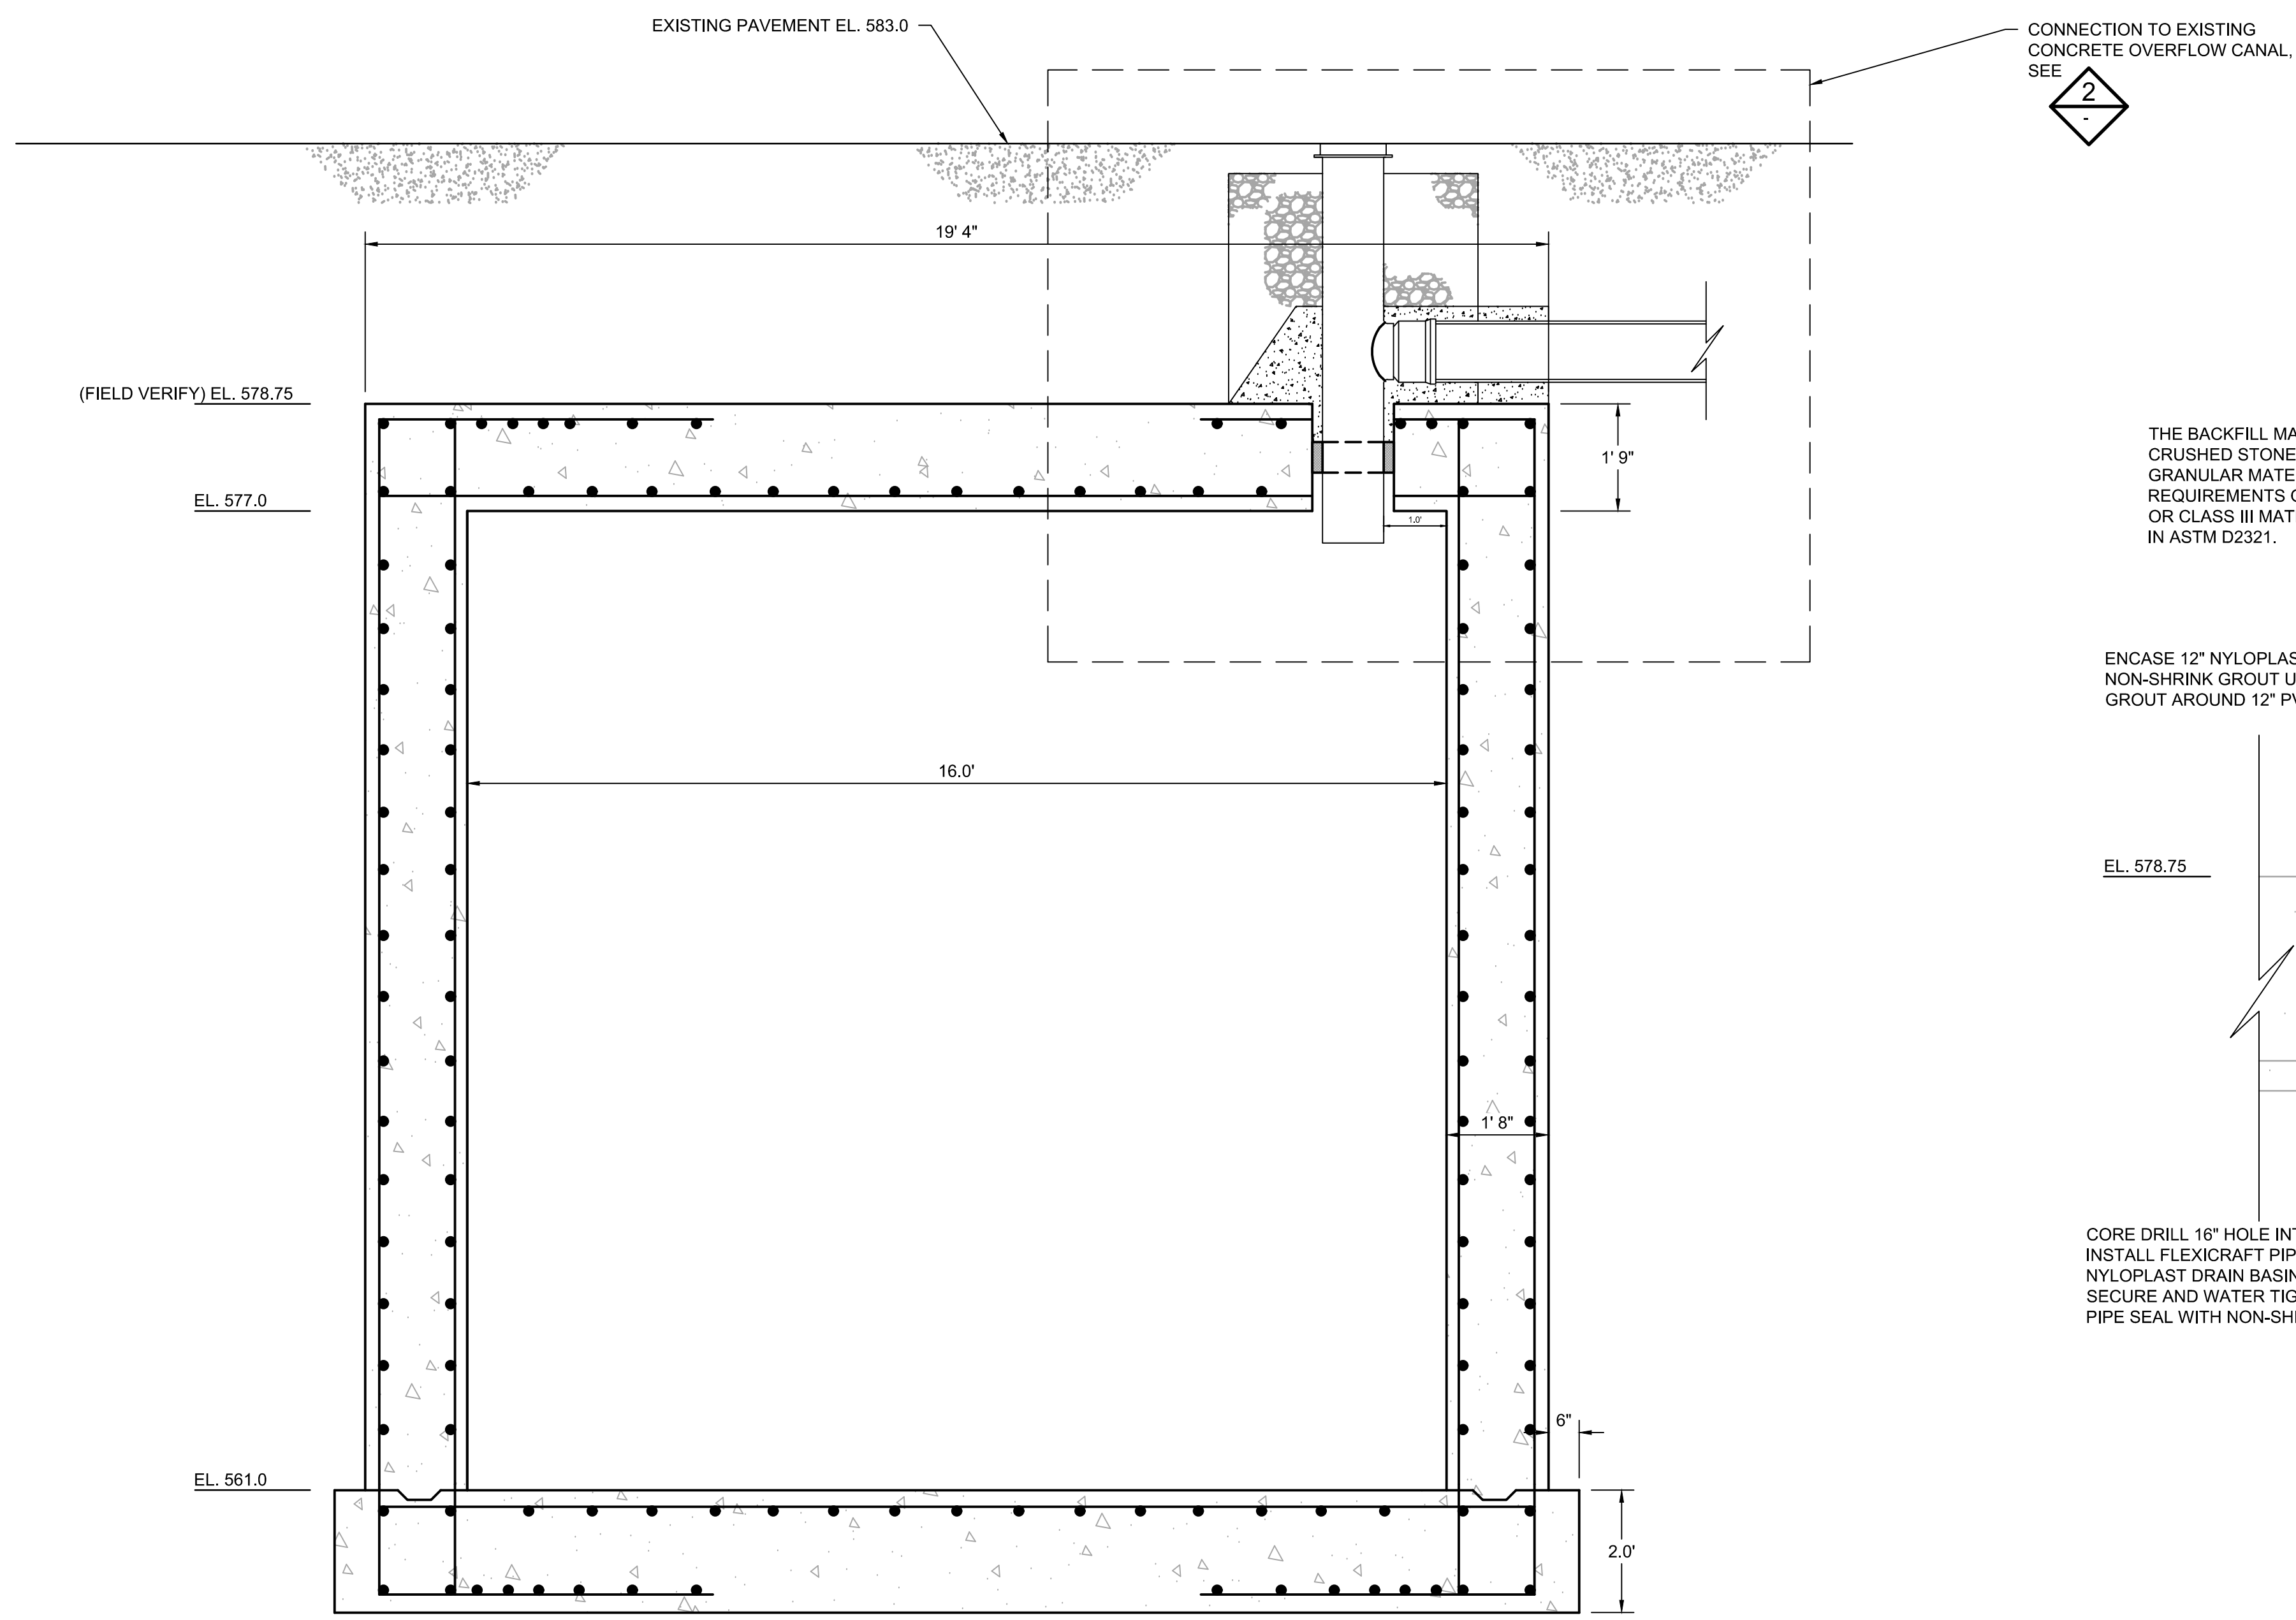 EXISTING PAVEMENT EL. 583.0
CONNECTION TO EXISTING
CONCRETE OVERFLOW CANAL,
SEE
2
-
19' 4"
(FIELD VERIFY) EL. 578.75
1' 9"
EL. 577.0
1.0'
16.0'
1' 8"
6"
EL. 561.0
2.0'
THE BACKFILL MA
CRUSHED STONE
GRANULAR MATE
REQUIREMENTS O
OR CLASS III MAT
IN ASTM D2321.
ENCASE 12" NYLOPLAS
NON-SHRINK GROUT U
GROUT AROUND 12" PV
EL. 578.75
CORE DRILL 16" HOLE INT
INSTALL FLEXICRAFT PIP
NYLOPLAST DRAIN BASIN
SECURE AND WATER TIG
PIPE SEAL WITH NON-SH